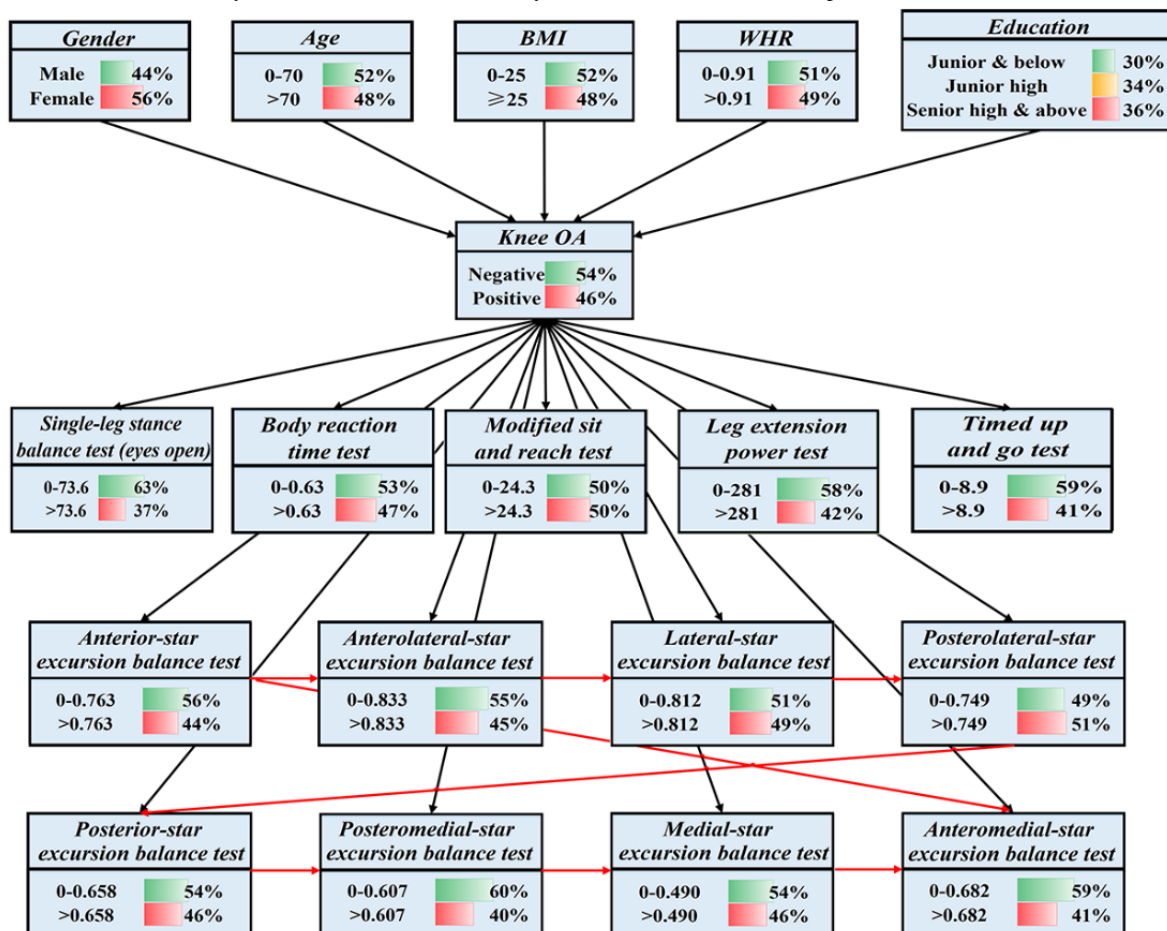 Gender
Male 44%
Female 56%
Age
0-70 52%
>70 48%
BMI
0-25 52%
≥25 48%
WHR
0-0.91 51%
>0.91 49%
Education
Junior & below 30%
Junior high 34%
Senior high & above 36%
Knee OA
Negative 54%
Positive 46%
Single-leg stance
balance test (eyes open)
0-73.6 63%
>73.6 37%
Body reaction
time test
0-0.63 53%
>0.63 47%
Modified sit
and reach test
0-24.3 50%
>24.3 50%
Leg extension
power test
0-281 58%
>281 42%
Timed up
and go test
0-8.9 59%
>8.9 41%
Anterior-star
excursion balance test
0-0.763 56%
>0.763 44%
Anterolateral-star
excursion balance test
0-0.833 55%
>0.833 45%
Lateral-star
excursion balance test
0-0.812 51%
>0.812 49%
Posterolateral-star
excursion balance test
0-0.749 49%
>0.749 51%
Posterior-star
excursion balance test
0-0.658 54%
>0.658 46%
Posteromedial-star
excursion balance test
0-0.607 60%
>0.607 40%
Medial-star
excursion balance test
0-0.490 54%
>0.490 46%
Anteromedial-star
excursion balance test
0-0.682 59%
>0.682 41%